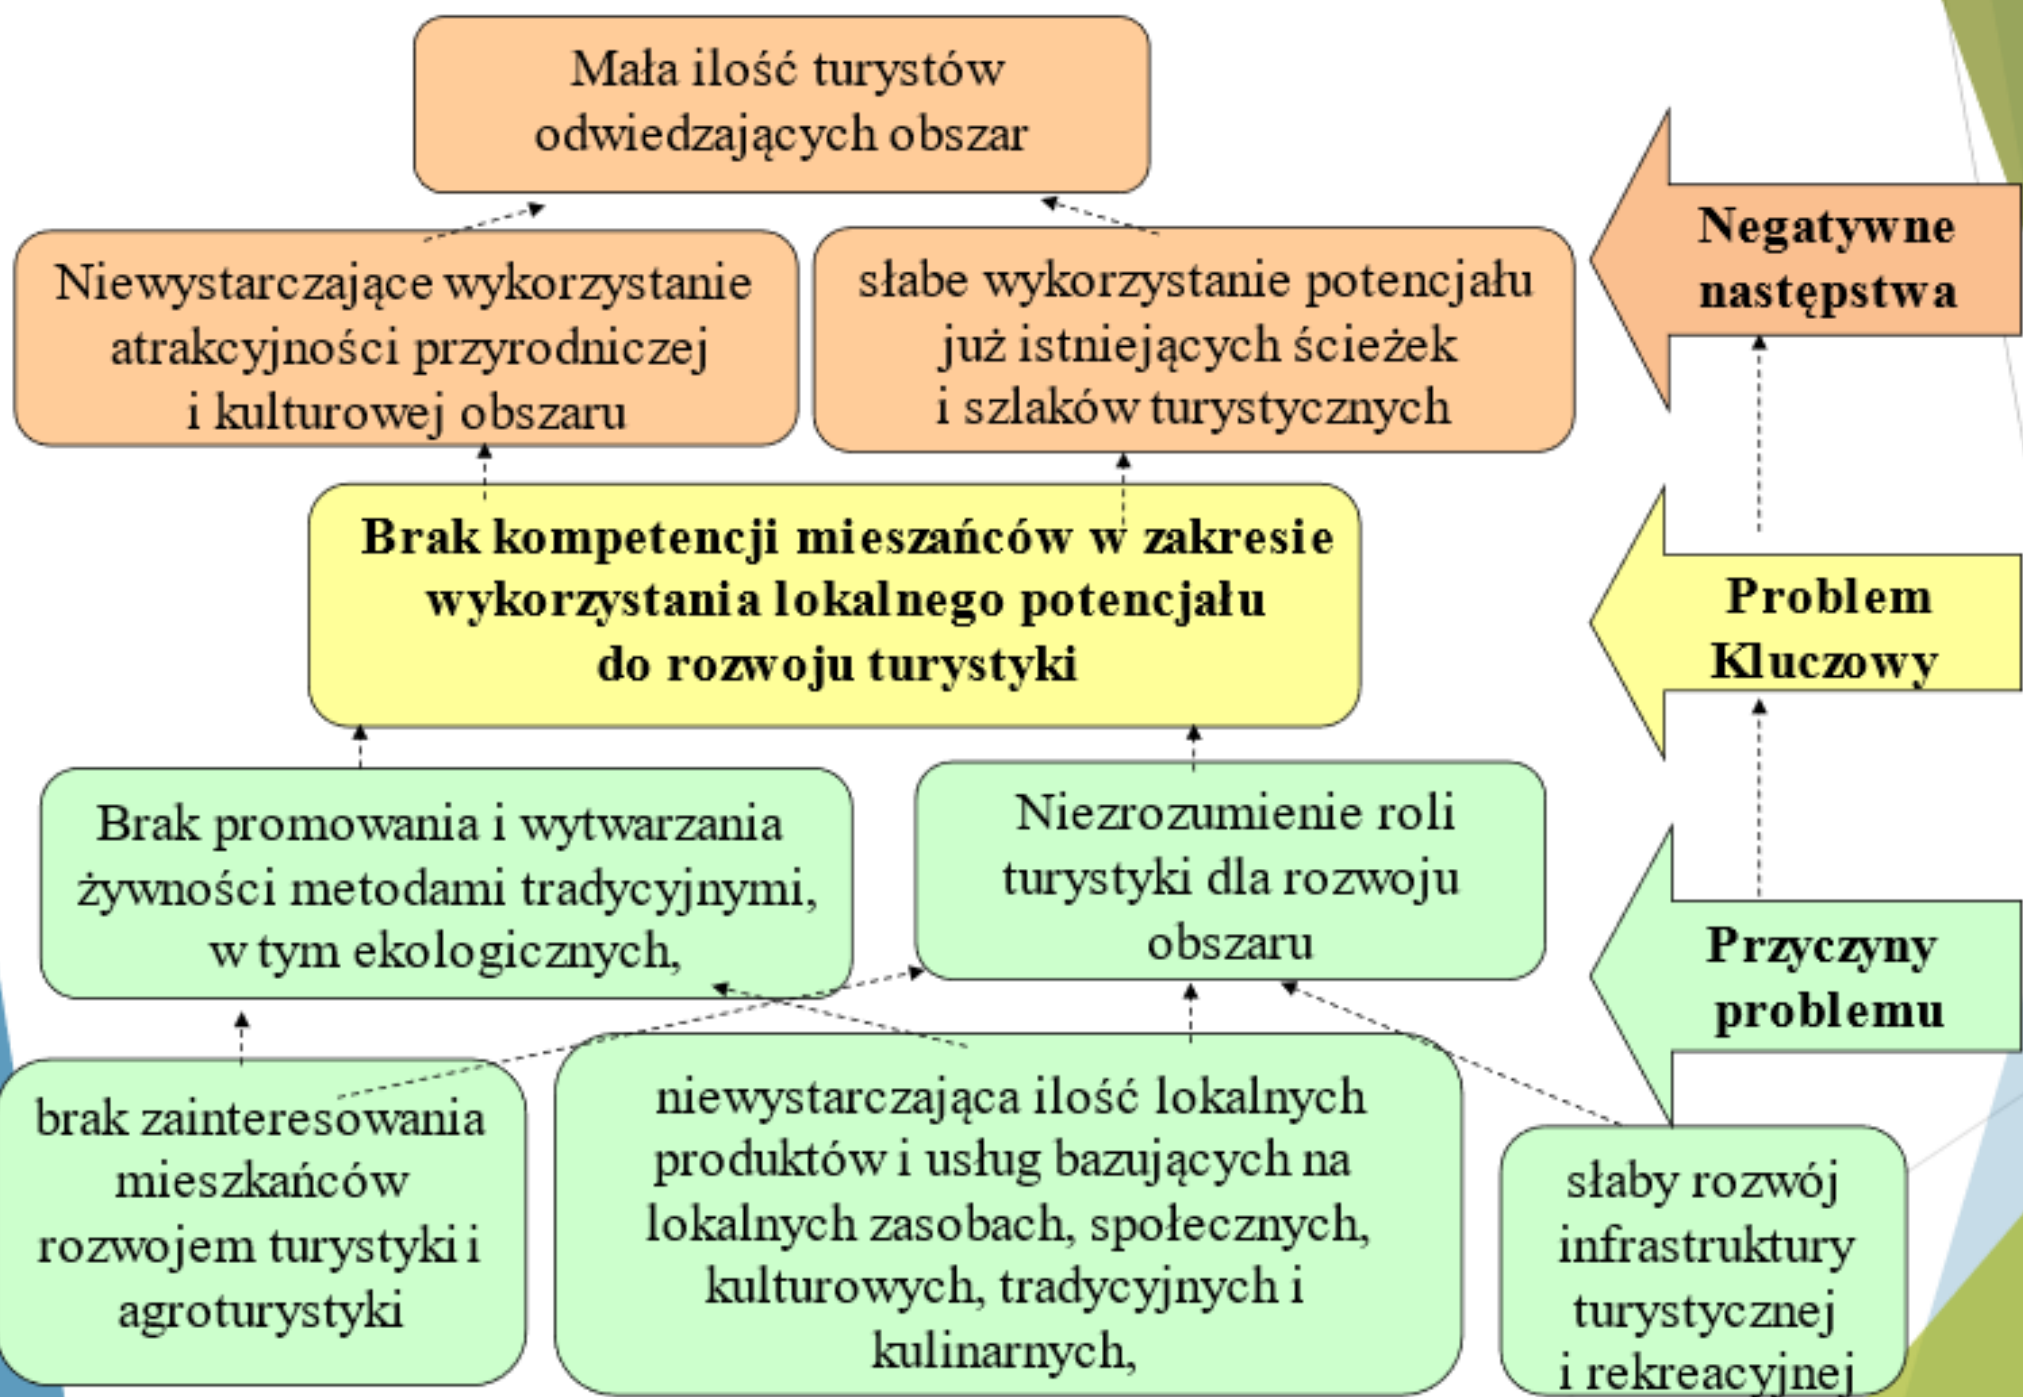 Mała ilość turystów
odwiedzających obszar
Niewystarczające wykorzystanie
atrakcyjności przyrodniczej
i kulturowej obszaru
słabe wykorzystanie potencjału
już istniejących ścieżek
i szlaków turystycznych
Negatywne
następstwa
Brak kompetencji mieszańców w zakresie
wykorzystania lokalnego potencjału
do rozwoju turystyki
Problem
Kluczowy
Brak promowania i wytwarzania
żywności metodami tradycyjnymi,
w tym ekologicznych,
Niezrozumienie roli
turystyki dla rozwoju
obszaru
Przyczyny
problemu
brak zainteresowania
mieszkańców
rozwojem turystyki i
agroturystyki
niewystarczająca ilość lokalnych
produktów i usług bazujących na
lokalnych zasobach, społecznych,
kulturowych, tradycyjnych i
kulinarnych,
słaby rozwój
infrastruktury
turystycznej
i rekreacyjnej